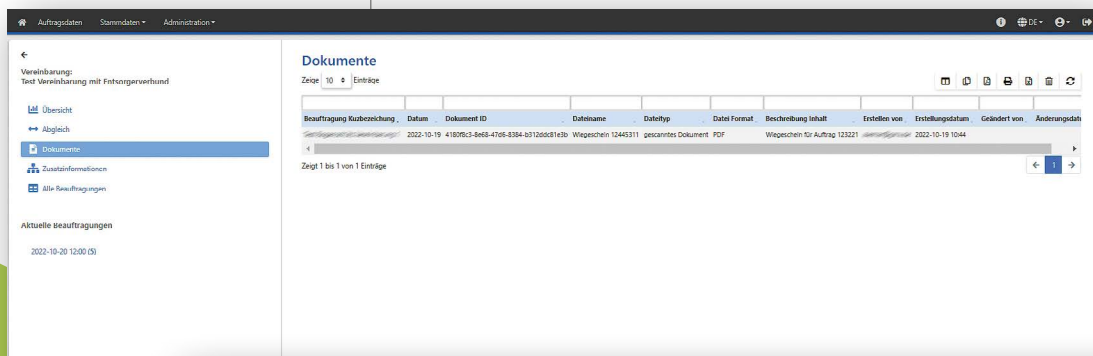 Auftragsdaten Stammdaten Administration DE
Vereinbarung:
Test Vereinbarung mit Entsorgerverbund
Übersicht
Abgleich
Dokumente
Zusatzinformationen
Alle Beauftragungen
Aktuelle Beauftragungen
2022-10-20 12:00 (5)
Dokumente
Zeige 10 Einträge
Beauftragung Kuzbezeichung Datum Dokument ID Dateiname Dateityp Datei Format Beschreibung Inhalt Erstellen von Erstellungsdatum Geändert von Änderungsdatu
2022-10-19 4180f8c3-8e68-47d6-8384-b312ddc81e3b Wiegeschein 12445311 gescanntes Dokument PDF Wiegeschein für Auftrag 123221 2022-10-19 10:44
Zeigt 1 bis 1 von 1 Einträge
1